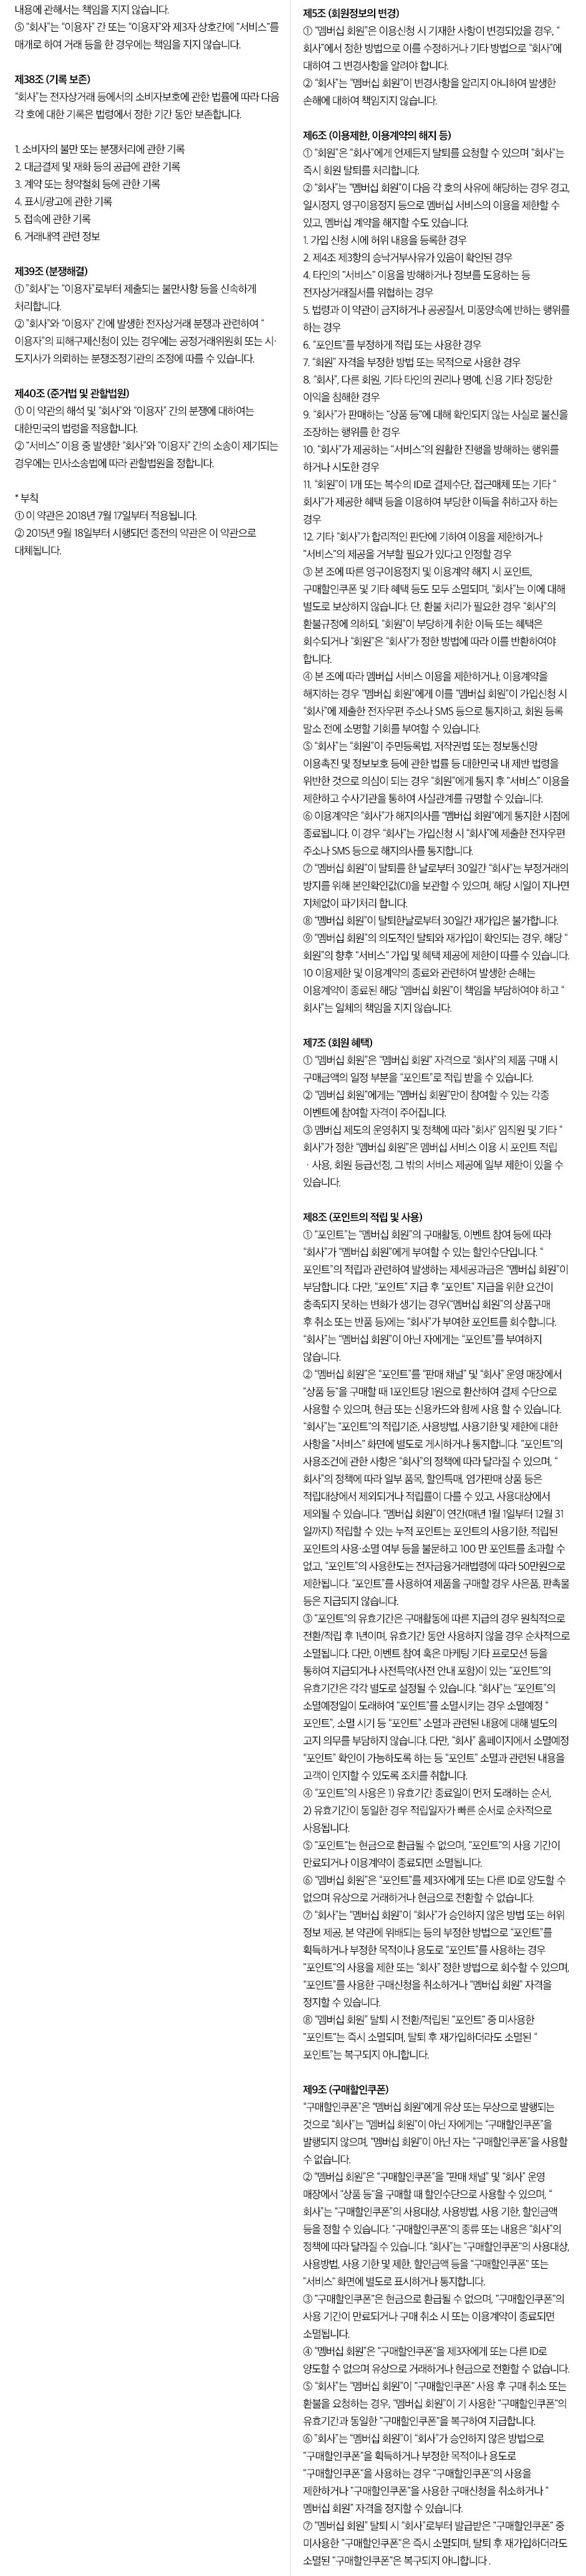 내용에 관해서는 책임을 지지 않습니다.
⑤ “회사”는 “이용자” 간 또는 “이용자”와 제3자 상호간에 “서비스”를
매개로 하여 거래 등을 한 경우에는 책임을 지지 않습니다.
제38조 (기록 보존)
“회사”는 전자상거래 등에서의 소비자보호에 관한 법률에 따라 다음
각 호에 대한 기록은 법령에서 정한 기간 동안 보존합니다.
1. 소비자의 불만 또는 분쟁처리에 관한 기록
2. 대금결제 및 재화 등의 공급에 관한 기록
3. 계약 또는 청약철회 등에 관한 기록
4. 표시/광고에 관한 기록
5. 접속에 관한 기록
6. 거래내역 관련 정보
제39조 (분쟁해결)
① “회사”는 “이용자”로부터 제출되는 불만사항 등을 신속하게
처리합니다.
② “회사”와 “이용자” 간에 발생한 전자상거래 분쟁과 관련하여 “
이용자”의 피해구제신청이 있는 경우에는 공정거래위원회 또는 시·
도지사가 의뢰하는 분쟁조정기관의 조정에 따를 수 있습니다.
제40조 (준거법 및 관할법원)
① 이 약관의 해석 및 “회사”와 “이용자” 간의 분쟁에 대하여는
대한민국의 법령을 적용합니다.
② “서비스” 이용 중 발생한 “회사”와 “이용자” 간의 소송이 제기되는
경우에는 민사소송법에 따라 관할법원을 정합니다.
* 부칙
① 이 약관은 2018년 7월 17일부터 적용됩니다.
② 2015년 9월 18일부터 시행되던 종전의 약관은 이 약관으로
대체됩니다.
제5조 (회원정보의 변경)
① “멤버십 회원”은 이용신청 시 기재한 사항이 변경되었을 경우, “
회사”에서 정한 방법으로 이를 수정하거나 기타 방법으로 “회사”에
대하여 그 변경사항을 알려야 합니다.
② “회사”는 “멤버십 회원”이 변경사항을 알리지 아니하여 발생한
손해에 대하여 책임지지 않습니다.
제6조 (이용제한, 이용계약의 해지 등)
① “회원”은 “회사”에게 언제든지 탈퇴를 요청할 수 있으며 “회사”는
즉시 회원 탈퇴를 처리합니다.
② “회사”는 “멤버십 회원”이 다음 각 호의 사유에 해당하는 경우 경고,
일시정지, 영구이용정지 등으로 멤버십 서비스의 이용을 제한할 수
있고, 멤버십 계약을 해지할 수도 있습니다.
1. 가입 신청 시에 허위 내용을 등록한 경우
2. 제4조 제3항의 승낙거부사유가 있음이 확인된 경우
4. 타인의 “서비스” 이용을 방해하거나 정보를 도용하는 등
전자상거래질서를 위협하는 경우
5. 법령과 이 약관이 금지하거나 공공질서, 미풍양속에 반하는 행위를
하는 경우
6. “포인트”를 부정하게 적립 또는 사용한 경우
7. “회원” 자격을 부정한 방법 또는 목적으로 사용한 경우
8. “회사”, 다른 회원, 기타 타인의 권리나 명예, 신용 기타 정당한
이익을 침해한 경우
9. “회사”가 판매하는 “상품 등”에 대해 확인되지 않는 사실로 불신을
조장하는 행위를 한 경우
10. “회사”가 제공하는 “서비스”의 원활한 진행을 방해하는 행위를
하거나 시도한 경우
11. “회원”이 1개 또는 복수의 ID로 결제수단, 접근매체 또는 기타 “
회사”가 제공한 혜택 등을 이용하여 부당한 이득을 취하고자 하는
경우
12. 기타 “회사”가 합리적인 판단에 기하여 이용을 제한하거나
“서비스”의 제공을 거부할 필요가 있다고 인정할 경우
③ 본 조에 따른 영구이용정지 및 이용계약 해지 시 포인트,
구매할인쿠폰 및 기타 혜택 등도 모두 소멸되며, “회사”는 이에 대해
별도로 보상하지 않습니다. 단, 환불 처리가 필요한 경우 “회사”의
환불규정에 의하되, “회원”이 부당하게 취한 이득 또는 혜택은
회수되거나 “회원”은 “회사”가 정한 방법에 따라 이를 반환하여야
합니다.
④ 본 조에 따라 멤버십 서비스 이용을 제한하거나, 이용계약을
해지하는 경우 “멤버십 회원”에게 이를 “멤버십 회원”이 가입신청 시
“회사”에 제출한 전자우편 주소나 SMS 등으로 통지하고, 회원 등록
말소 전에 소명할 기회를 부여할 수 있습니다.
⑤ “회사”는 “회원”이 주민등록법, 저작권법 또는 정보통신망
이용촉진 및 정보보호 등에 관한 법률 등 대한민국 내 제반 법령을
위반한 것으로 의심이 되는 경우 “회원”에게 통지 후 “서비스” 이용을
제한하고 수사기관을 통하여 사실관계를 규명할 수 있습니다.
⑥ 이용계약은 “회사”가 해지의사를 “멤버십 회원”에게 통지한 시점에
종료됩니다. 이 경우 “회사”는 가입신청 시 “회사”에 제출한 전자우편
주소나 SMS 등으로 해지의사를 통지합니다.
⑦ “멤버십 회원”이 탈퇴를 한 날로부터 30일간 “회사”는 부정거래의
방지를 위해 본인확인값(CI)을 보관할 수 있으며, 해당 시일이 지나면
지체없이 파기처리 합니다.
⑧ “멤버십 회원”이 탈퇴한날로부터 30일간 재가입은 불가합니다.
⑨ “멤버십 회원”의 의도적인 탈퇴와 재가입이 확인되는 경우, 해당 “
회원”의 향후 “서비스” 가입 및 혜택 제공에 제한이 따를 수 있습니다.
10 이용제한 및 이용계약의 종료와 관련하여 발생한 손해는
이용계약이 종료된 해당 “멤버십 회원”이 책임을 부담하여야 하고 “
회사”는 일체의 책임을 지지 않습니다.
제7조 (회원 혜택)
① “멤버십 회원”은 “멤버십 회원” 자격으로 “회사”의 제품 구매 시
구매금액의 일정 부분을 “포인트”로 적립 받을 수 있습니다.
② “멤버십 회원”에게는 “멤버십 회원”만이 참여할 수 있는 각종
이벤트에 참여할 자격이 주어집니다.
③ 멤버십 제도의 운영취지 및 정책에 따라 “회사” 임직원 및 기타 “
회사”가 정한 “멤버십 회원”은 멤버십 서비스 이용 시 포인트 적립
· 사용, 회원 등급선정, 그 밖의 서비스 제공에 일부 제한이 있을 수
있습니다.
제8조 (포인트의 적립 및 사용)
① “포인트”는 “멤버십 회원”의 구매활동, 이벤트 참여 등에 따라
“회사”가 “멤버십 회원”에게 부여할 수 있는 할인수단입니다. “
포인트”의 적립과 관련하여 발생하는 제세공과금은 “멤버십 회원”이
부담합니다. 다만, “포인트” 지급 후 “포인트” 지급을 위한 요건이
충족되지 못하는 변화가 생기는 경우(“멤버십 회원”의 상품구매
후 취소 또는 반품 등)에는 “회사”가 부여한 포인트를 회수합니다.
“회사”는 “멤버십 회원”이 아닌 자에게는 “포인트”를 부여하지
않습니다.
② “멤버십 회원”은 “포인트”를 “판매 채널” 및 “회사” 운영 매장에서
“상품 등”을 구매할 때 1포인트당 1원으로 환산하여 결제 수단으로
사용할 수 있으며, 현금 또는 신용카드와 함께 사용 할 수 있습니다.
“회사”는 “포인트”의 적립기준, 사용방법, 사용기한 및 제한에 대한
사항을 “서비스” 화면에 별도로 게시하거나 통지합니다. “포인트”의
사용조건에 관한 사항은 “회사”의 정책에 따라 달라질 수 있으며, “
회사”의 정책에 따라 일부 품목, 할인특매, 염가판매 상품 등은
적립대상에서 제외되거나 적립률이 다를 수 있고, 사용대상에서
제외될 수 있습니다. “멤버십 회원”이 연간(매년 1월 1일부터 12월 31
일까지) 적립할 수 있는 누적 포인트는 포인트의 사용기한, 적립된
포인트의 사용·소멸 여부 등을 불문하고 100 만 포인트를 초과할 수
없고, “포인트”의 사용한도는 전자금융거래법령에 따라 50만원으로
제한됩니다. “포인트”를 사용하여 제품을 구매할 경우 사은품, 판촉물
등은 지급되지 않습니다.
③ “포인트”의 유효기간은 구매활동에 따른 지급의 경우 원칙적으로
전환/적립 후 1년이며, 유효기간 동안 사용하지 않을 경우 순차적으로
소멸됩니다. 다만, 이벤트 참여 혹은 마케팅 기타 프로모션 등을
통하여 지급되거나 사전특약(사전 안내 포함)이 있는 “포인트”의
유효기간은 각각 별도로 설정될 수 있습니다. “회사”는 “포인트”의
소멸예정일이 도래하여 “포인트”를 소멸시키는 경우 소멸예정 “
포인트”, 소멸 시기 등 “포인트” 소멸과 관련된 내용에 대해 별도의
고지 의무를 부담하지 않습니다. 다만, “회사” 홈페이지에서 소멸예정
“포인트” 확인이 가능하도록 하는 등 “포인트” 소멸과 관련된 내용을
고객이 인지할 수 있도록 조치를 취합니다.
④ “포인트”의 사용은 1) 유효기간 종료일이 먼저 도래하는 순서,
2) 유효기간이 동일한 경우 적립일자가 빠른 순서로 순차적으로
사용됩니다.
⑤ “포인트”는 현금으로 환급될 수 없으며, “포인트”의 사용 기간이
만료되거나 이용계약이 종료되면 소멸됩니다.
⑥ “멤버십 회원”은 “포인트”를 제3자에게 또는 다른 ID로 양도할 수
없으며 유상으로 거래하거나 현금으로 전환할 수 없습니다.
⑦ “회사”는 “멤버십 회원”이 “회사”가 승인하지 않은 방법 또는 허위
정보 제공, 본 약관에 위배되는 등의 부정한 방법으로 “포인트”를
획득하거나 부정한 목적이나 용도로 “포인트”를 사용하는 경우
“포인트”의 사용을 제한 또는 “회사” 정한 방법으로 회수할 수 있으며,
“포인트”를 사용한 구매신청을 취소하거나 “멤버십 회원” 자격을
정지할 수 있습니다.
⑧ “멤버십 회원” 탈퇴 시 전환/적립된 “포인트” 중 미사용한
“포인트”는 즉시 소멸되며, 탈퇴 후 재가입하더라도 소멸된 “
포인트”는 복구되지 아니합니다.
제9조 (구매할인쿠폰)
“구매할인쿠폰”은 “멤버십 회원”에게 유상 또는 무상으로 발행되는
것으로 “회사”는 “멤버십 회원”이 아닌 자에게는 “구매할인쿠폰”을
발행되지 않으며, “멤버십 회원”이 아닌 자는 “구매할인쿠폰”을 사용할
수 없습니다.
② “멤버십 회원”은 “구매할인쿠폰”을 “판매 채널” 및 “회사” 운영
매장에서 “상품 등”을 구매할 때 할인수단으로 사용할 수 있으며, “
회사”는 “구매할인쿠폰”의 사용대상, 사용방법, 사용 기한, 할인금액
등을 정할 수 있습니다. “구매할인쿠폰”의 종류 또는 내용은 “회사”의
정책에 따라 달라질 수 있습니다. “회사”는 “구매할인쿠폰”의 사용대상,
사용방법, 사용 기한 및 제한, 할인금액 등을 “구매할인쿠폰” 또는
“서비스” 화면에 별도로 표시하거나 통지합니다.
③ “구매할인쿠폰”은 현금으로 환급될 수 없으며, “구매할인쿠폰”의
사용 기간이 만료되거나 구매 취소 시 또는 이용계약이 종료되면
소멸됩니다.
④ “멤버십 회원”은 “구매할인쿠폰”을 제3자에게 또는 다른 ID로
양도할 수 없으며 유상으로 거래하거나 현금으로 전환할 수 없습니다.
⑤ “회사”는 “멤버십 회원”이 “구매할인쿠폰” 사용 후 구매 취소 또는
환불을 요청하는 경우, “멤버십 회원”이 기 사용한 “구매할인쿠폰”의
유효기간과 동일한 “구매할인쿠폰”을 복구하여 지급합니다.
⑥ “회사”는 “멤버십 회원”이 “회사”가 승인하지 않은 방법으로
“구매할인쿠폰”을 획득하거나 부정한 목적이나 용도로
“구매할인쿠폰”을 사용하는 경우 “구매할인쿠폰”의 사용을
제한하거나 “구매할인쿠폰”을 사용한 구매신청을 취소하거나 “
멤버십 회원” 자격을 정지할 수 있습니다.
⑦ “멤버십 회원” 탈퇴 시 “회사”로부터 발급받은 “구매할인쿠폰” 중
미사용한 “구매할인쿠폰”은 즉시 소멸되며, 탈퇴 후 재가입하더라도
소멸된 “구매할인쿠폰”은 복구되지 아니합니다 .